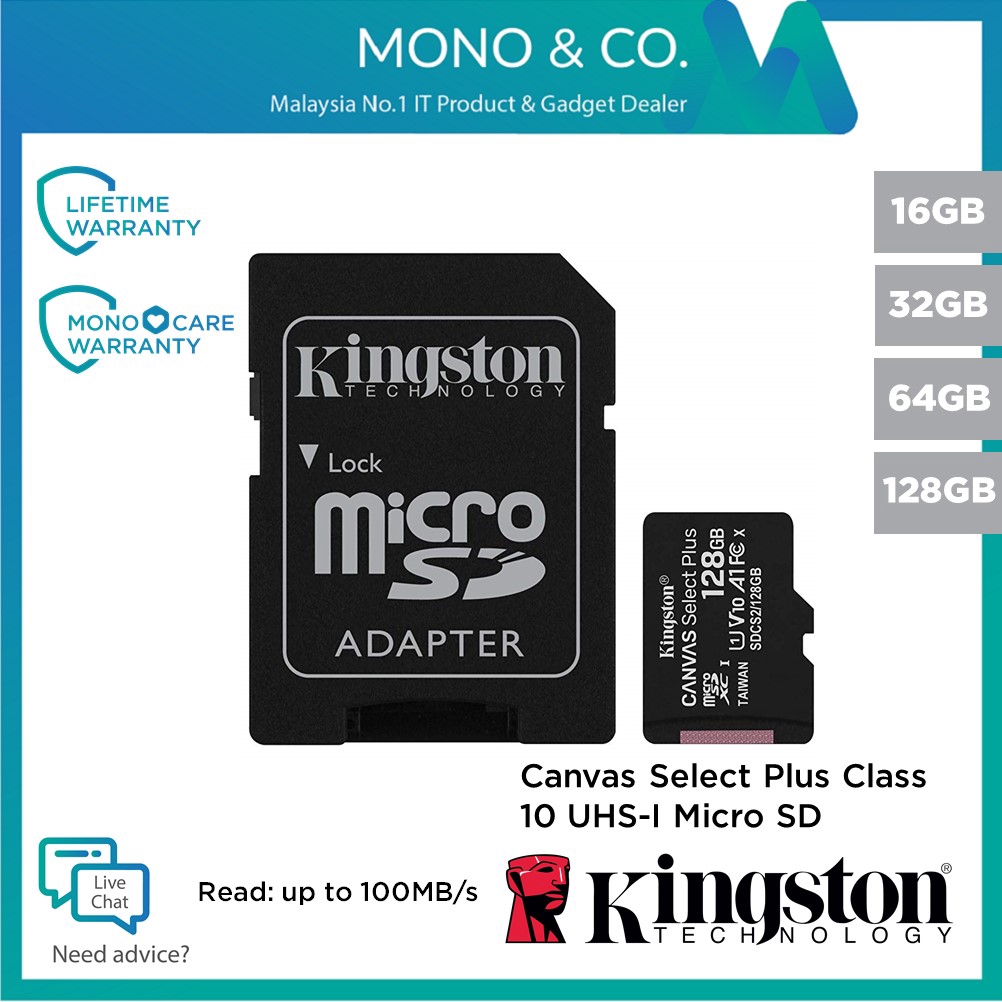 MONO & CO.
Malaysia No.1 IT Product & Gadget Dealer
LIFETIME
WARRANTY
MONO CARE
WARRANTY
16GB
32GB
64GB
128GB
Kingston
TECHNOLOGY
Lock
micro
SD
ADAPTER
Kingston®
CANVAS Select Plus
128GB
micro
SD
XC I
U1 V10 A1 FC X
TAIWAN
SDCS2/128GB
Canvas Select Plus Class
10 UHS-I Micro SD
Live
Chat
Need advice?
Read: up to 100MB/s
Kingston®
TECHNOLOGY